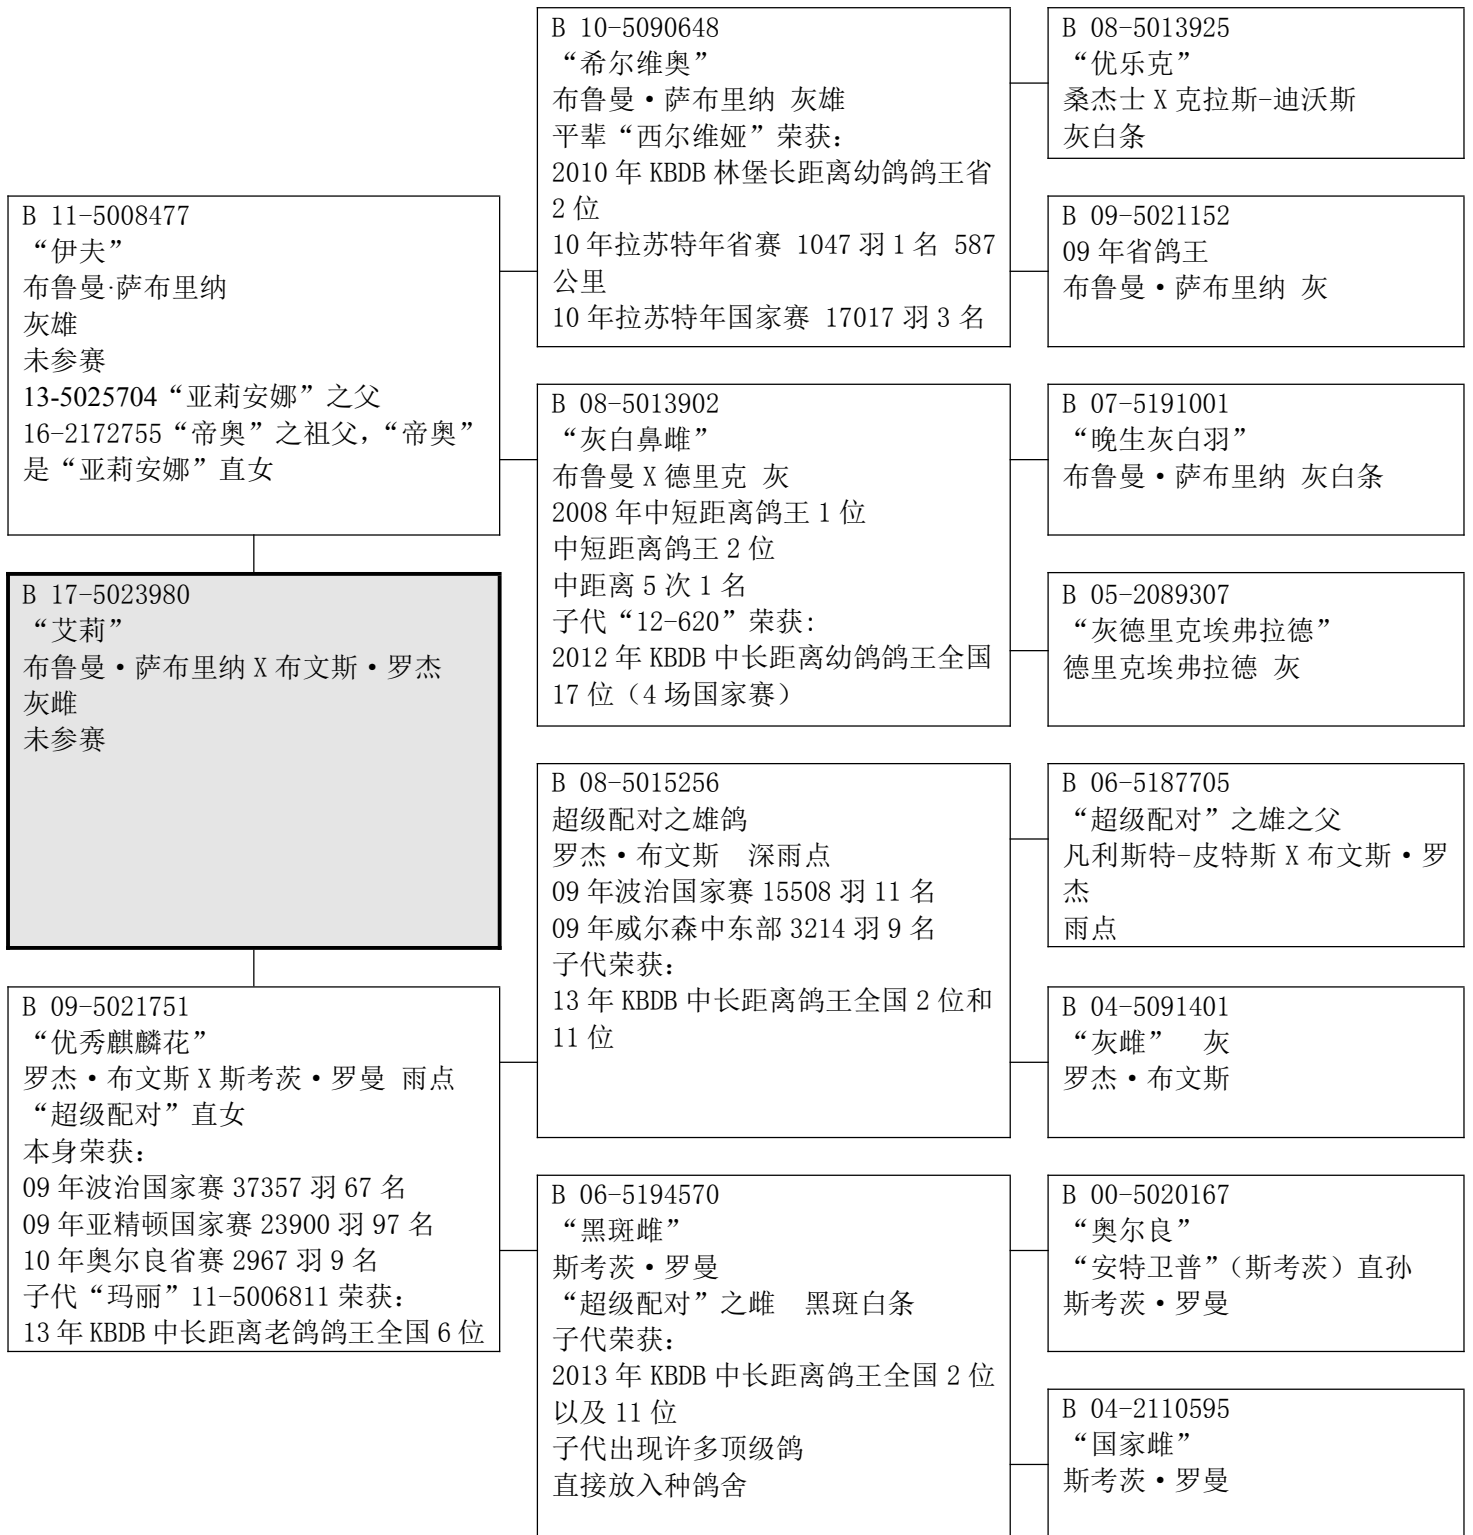 B 11-5008477
“伊夫”
布鲁曼·萨布里纳
灰雄
未参赛
13-5025704“亚莉安娜”之父
16-2172755“帝奥”之祖父，“帝奥”
是“亚莉安娜”直女
B 17-5023980
“艾莉”
布鲁曼·萨布里纳 X 布文斯·罗杰
灰雌
未参赛
B 09-5021751
“优秀麒麟花”
罗杰·布文斯 X 斯考茨·罗曼 雨点
“超级配对”直女
本身荣获：
09 年波治国家赛 37357 羽 67 名
09 年亚精顿国家赛 23900 羽 97 名
10 年奥尔良省赛 2967 羽 9 名
子代“玛丽”11-5006811 荣获：
13 年 KBDB 中长距离老鸽鸽王全国 6 位
B 10-5090648
“希尔维奥”
布鲁曼·萨布里纳 灰雄
平辈“西尔维娅”荣获：
2010 年 KBDB 林堡长距离幼鸽鸽王省
2 位
10 年拉苏特年省赛 1047 羽 1 名 587
公里
10 年拉苏特年国家赛 17017 羽 3 名
B 08-5013902
“灰白鼻雌”
布鲁曼 X 德里克 灰
2008 年中短距离鸽王 1 位
中短距离鸽王 2 位
中距离 5 次 1 名
子代“12-620”荣获:
2012 年 KBDB 中长距离幼鸽鸽王全国
17 位（4 场国家赛）
B 08-5015256
超级配对之雄鸽
罗杰·布文斯 深雨点
09 年波治国家赛 15508 羽 11 名
09 年威尔森中东部 3214 羽 9 名
子代荣获：
13 年 KBDB 中长距离鸽王全国 2 位和
11 位
B 06-5194570
“黑斑雌”
斯考茨·罗曼
“超级配对”之雌 黑斑白条
子代荣获：
2013 年 KBDB 中长距离鸽王全国 2 位
以及 11 位
子代出现许多顶级鸽
直接放入种鸽舍
B 08-5013925
“优乐克”
桑杰士 X 克拉斯-迪沃斯
灰白条
B 09-5021152
09 年省鸽王
布鲁曼·萨布里纳 灰
B 07-5191001
“晚生灰白羽”
布鲁曼·萨布里纳 灰白条
B 05-2089307
“灰德里克埃弗拉德”
德里克埃弗拉德 灰
B 06-5187705
“超级配对”之雄之父
凡利斯特-皮特斯 X 布文斯·罗
杰
雨点
B 04-5091401
“灰雌” 灰
罗杰·布文斯
B 00-5020167
“奥尔良”
“安特卫普”（斯考茨）直孙
斯考茨·罗曼
B 04-2110595
“国家雌”
斯考茨·罗曼